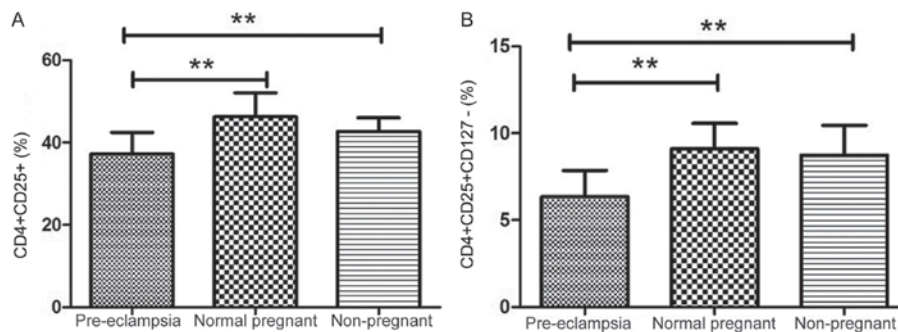 A
CD4+CD25+ (%)
60
40
20
0
**
**
Pre-eclampsia Normal pregnant Non-pregnant
B
CD4+CD25+CD127 - (%)
15
10
5
0
**
**
Pre-eclampsia Normal pregnant Non-pregnant